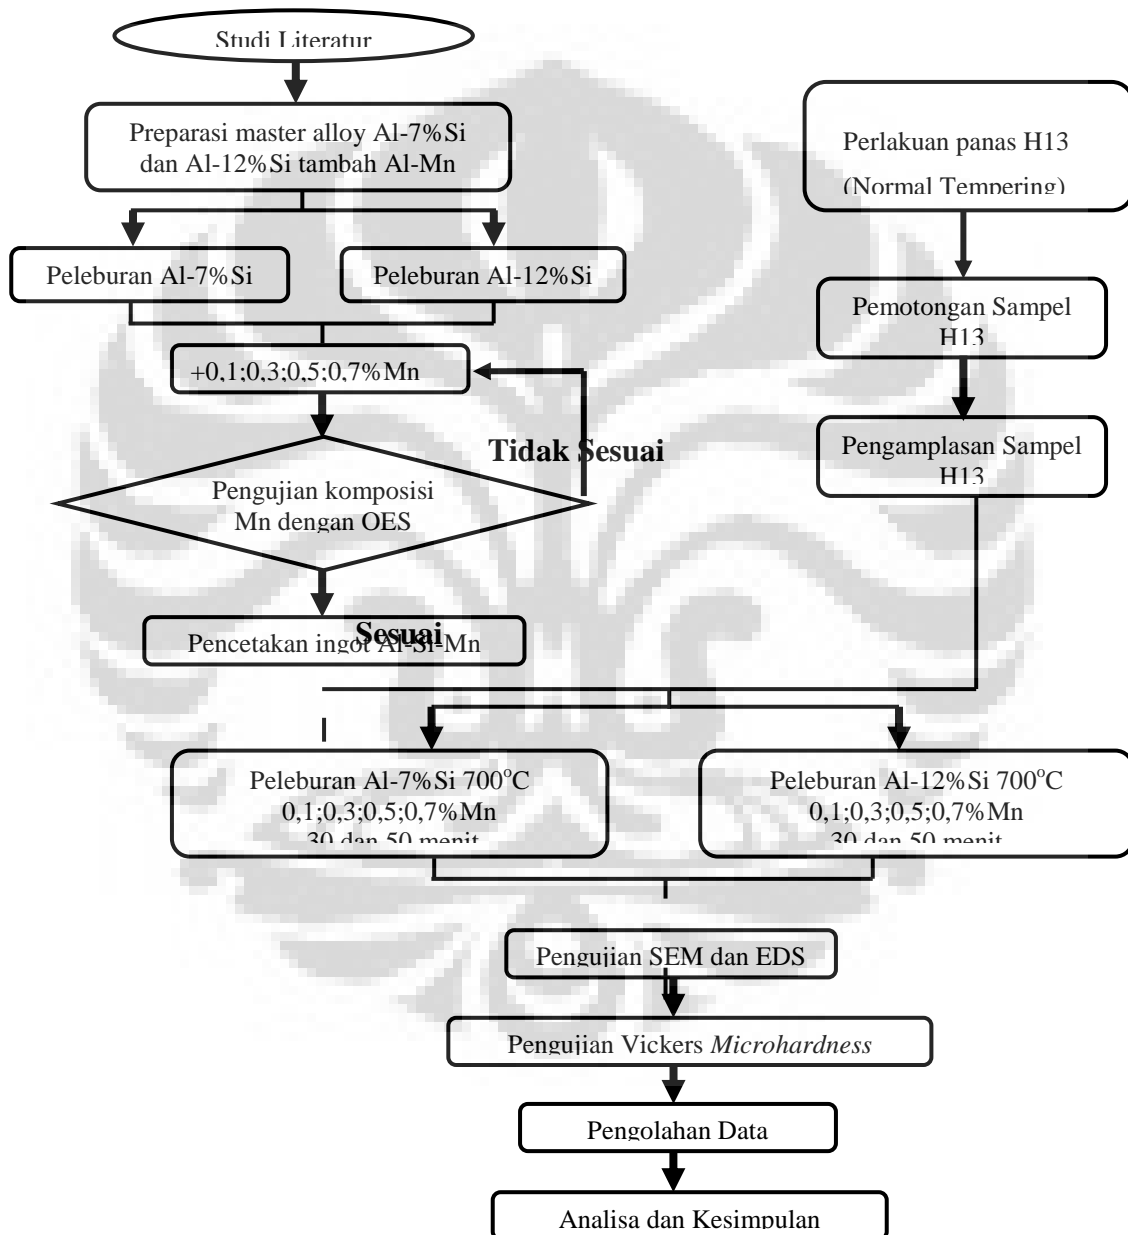 Studi Literatur
Preparasi master alloy Al-7%Si
dan Al-12%Si tambah Al-Mn
Peleburan Al-7%Si
Peleburan Al-12%Si
+0,1;0,3;0,5;0,7%Mn
Tidak Sesuai
Pengujian komposisi
Mn dengan OES
Sesuai
Pencetakan ingot Al-Si-Mn
Perlakuan panas H13
(Normal Tempering)
Pemotongan Sampel
H13
Pengamplasan Sampel
H13
Peleburan Al-7%Si 700°C
0,1;0,3;0,5;0,7%Mn
30 dan 50 menit
Peleburan Al-12%Si 700°C
0,1;0,3;0,5;0,7%Mn
30 dan 50 menit
Pengujian SEM dan EDS
Pengujian Vickers Microhardness
Pengolahan Data
Analisa dan Kesimpulan